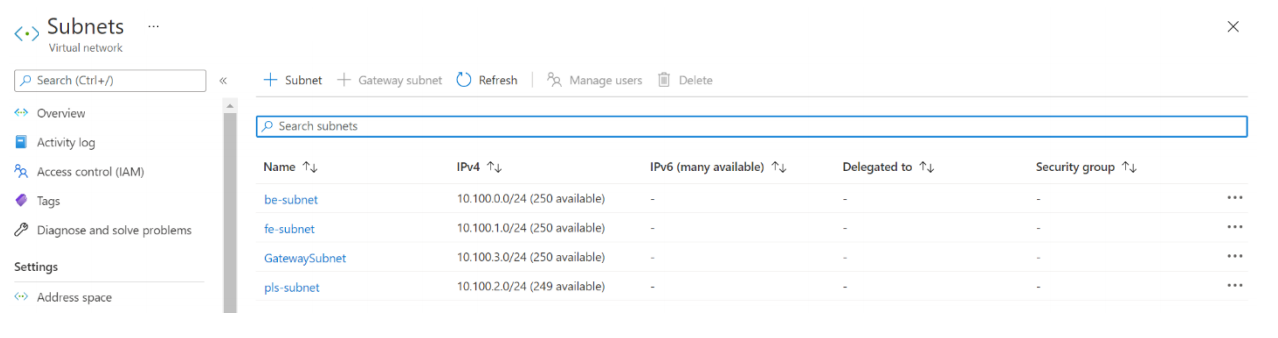 Subnets ...
Virtual network
Search (Ctrl+/) «
+ Subnet + Gateway subnet Refresh Manage users Delete
Search subnets
Overview
Activity log
Access control (IAM)
Tags
Diagnose and solve problems
Settings
Address space
Name ↑↓ IPv4 ↑↓ IPv6 (many available) ↑↓ Delegated to ↑↓ Security group ↑↓
be-subnet 10.100.0.0/24 (250 available) - - - ...
fe-subnet 10.100.1.0/24 (250 available) - - - ...
GatewaySubnet 10.100.3.0/24 (250 available) - - - ...
pls-subnet 10.100.2.0/24 (249 available) - - - ...